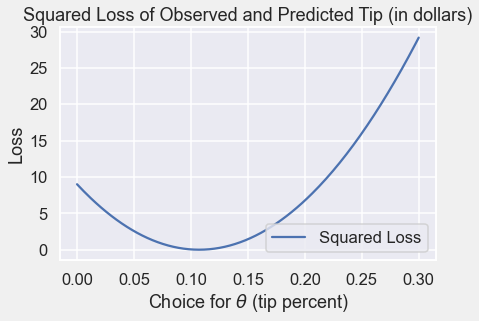 Squared Loss of Observed and Predicted Tip (in dollars)
30
25
20
15
10
5
0
Loss
Squared Loss
0.00 0.05 0.10 0.15 0.20 0.25 0.30
Choice for θ (tip percent)